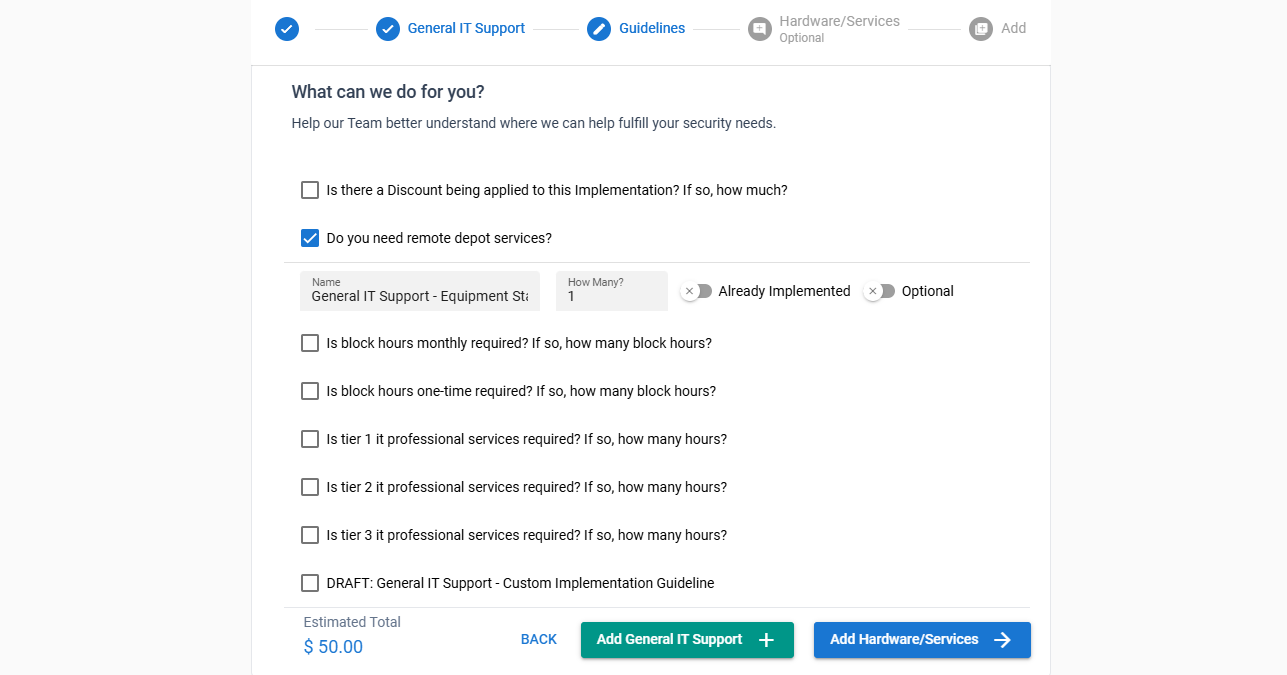 General IT Support
Guidelines
Hardware/Services
Optional
Add
What can we do for you?
Help our Team better understand where we can help fulfill your security needs.
Is there a Discount being applied to this Implementation? If so, how much?
Do you need remote depot services?
Name
General IT Support - Equipment Sta
How Many?
1
Already Implemented
Optional
Is block hours monthly required? If so, how many block hours?
Is block hours one-time required? If so, how many block hours?
Is tier 1 it professional services required? If so, how many hours?
Is tier 2 it professional services required? If so, how many hours?
Is tier 3 it professional services required? If so, how many hours?
DRAFT: General IT Support - Custom Implementation Guideline
Estimated Total
$ 50.00
BACK
Add General IT Support
Add Hardware/Services